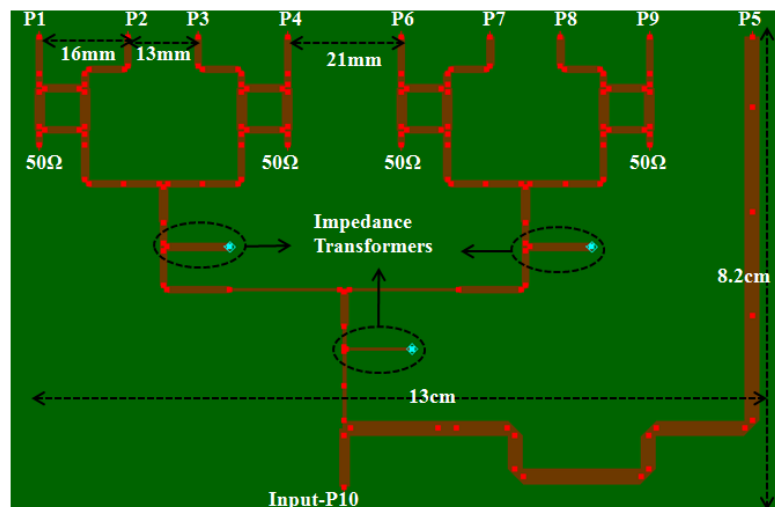 P1 P2 P3 P4 P6 P7 P8 P9 P5
16mm 13mm 21mm
50Ω 50Ω 50Ω 50Ω
Impedance
Transformers
8.2cm
13cm
Input-P10